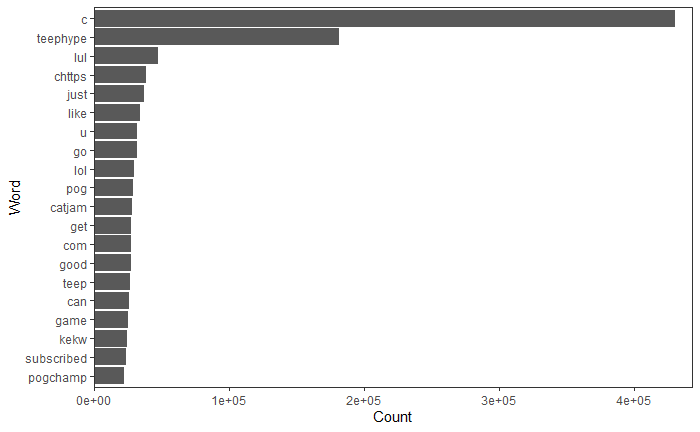 c
teephype
lul
chttps
just
like
u
go
lol
pog
catjam
get
com
good
teep
can
game
kekw
subscribed
pogchamp
Word
0e+00 1e+05 2e+05 3e+05 4e+05
Count